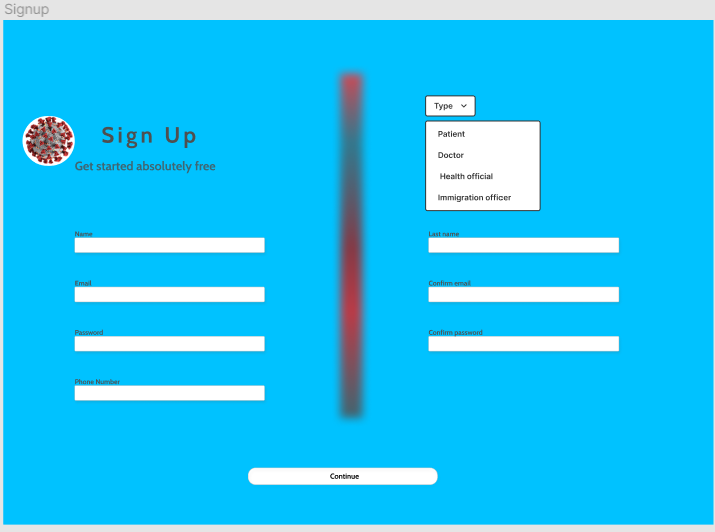 Signup
Sign Up
Get started absolutely free
Type
Patient
Doctor
Health official
Immigration officer
Name
Last name
Email
Confirm email
Password
Confirm password
Phone Number
Continue